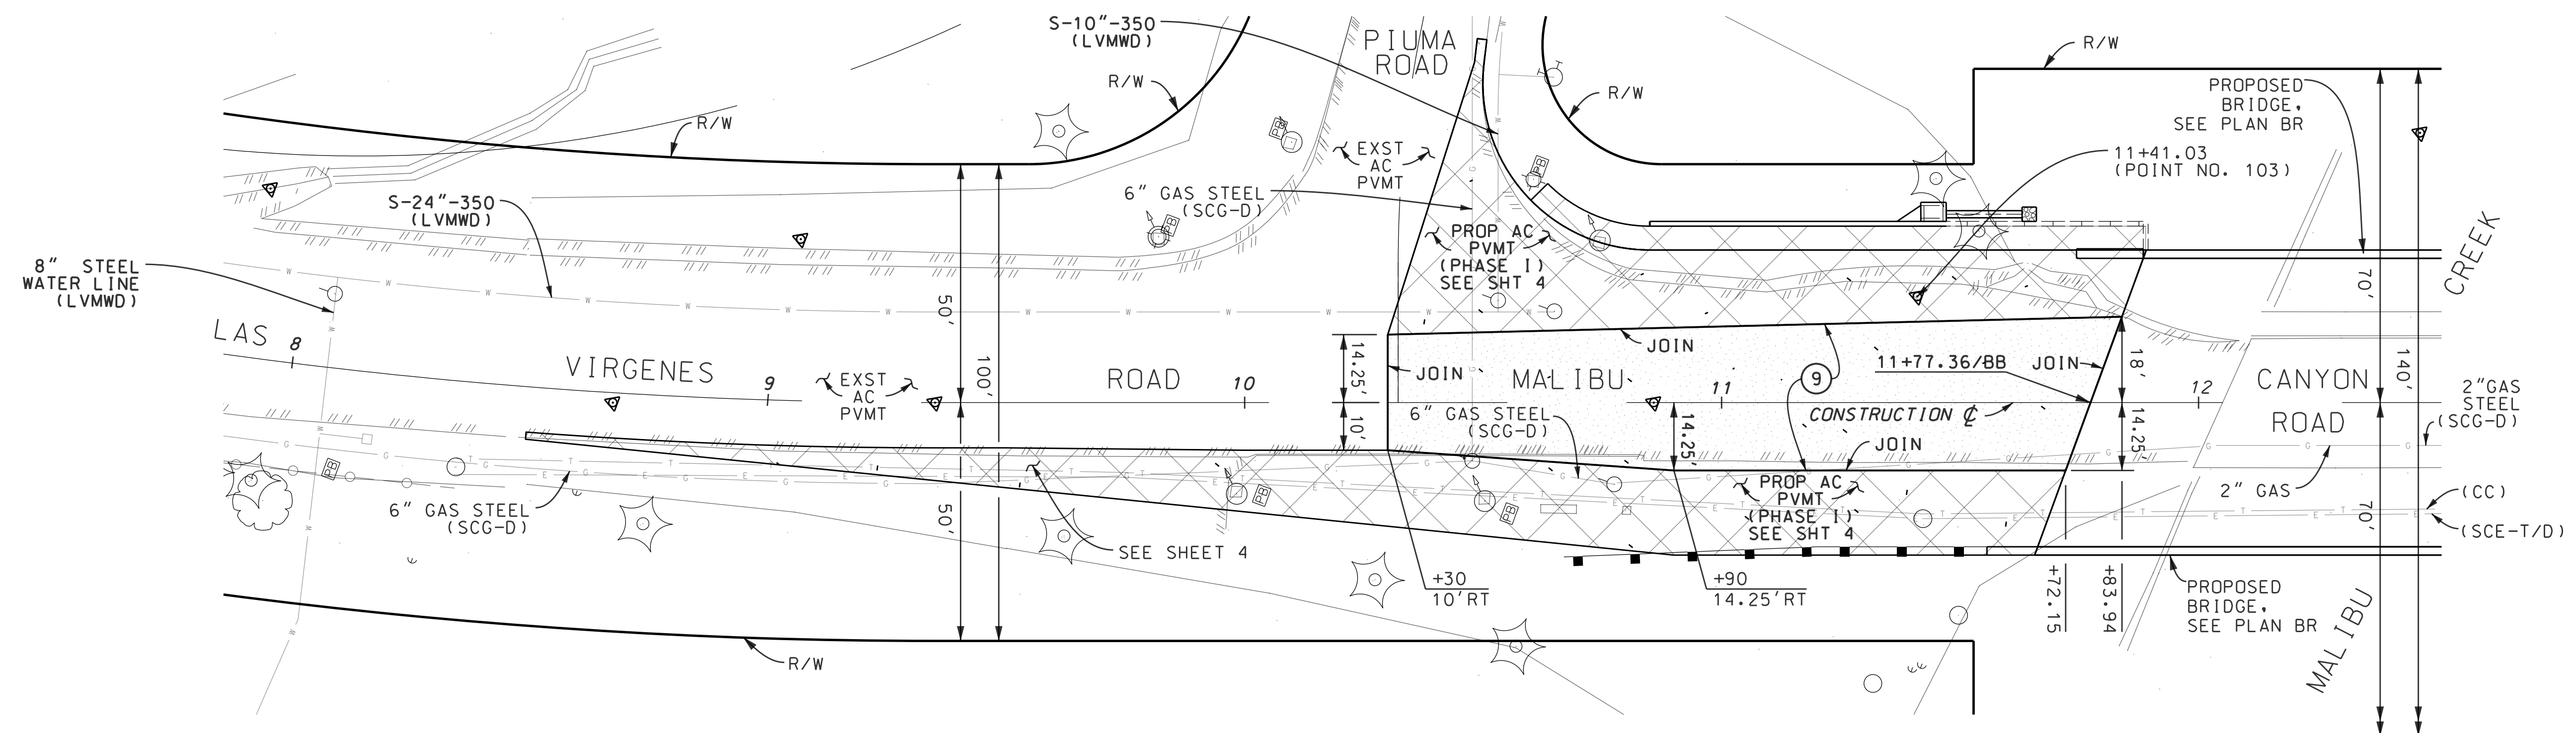 S-10"-350
(LVMWD)
PIUMA
ROAD
R/W
R/W
R/W
R/W
PROPOSED
BRIDGE,
SEE PLAN BR
11+41.03
(POINT NO. 103)
PB
EXST
AC
PVMT
PB
6" GAS STEEL
(SCG-D)
S-24"-350
(LVMWD)
PB
PROP AC
PVMT
(PHASE I)
SEE SHT 4
8" STEEL
WATER LINE
(LVMWD)
CREEK
70'
50'
100'
140'
LAS
8
VIRGENES
9
EXST
AC
PVMT
ROAD
10
14.25'
10'
JOIN
JOIN
MALIBU
9
11
11+77.36/BB
JOIN
18'
14.25'
12
CANYON
ROAD
2"GAS
STEEL
(SCG-D)
6" GAS STEEL
(SCG-D)
14.25'
CONSTRUCTION ℄
JOIN
PB
6" GAS STEEL
(SCG-D)
50'
SEE SHEET 4
PB
PB
PROP AC
PVMT
(PHASE I)
SEE SHT 4
2" GAS
70'
(CC)
(SCE-T/D)
+30
10'RT
+90
14.25'RT
+72.15
+83.94
PROPOSED
BRIDGE,
SEE PLAN BR
MALIBU
R/W